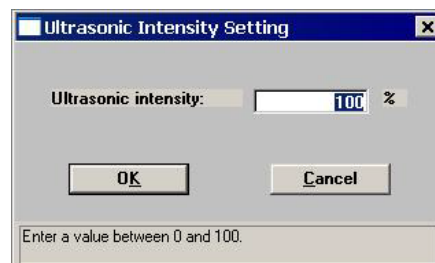 Ultrasonic Intensity Setting
Ultrasonic intensity: 100 %
OK Cancel
Enter a value between 0 and 100.